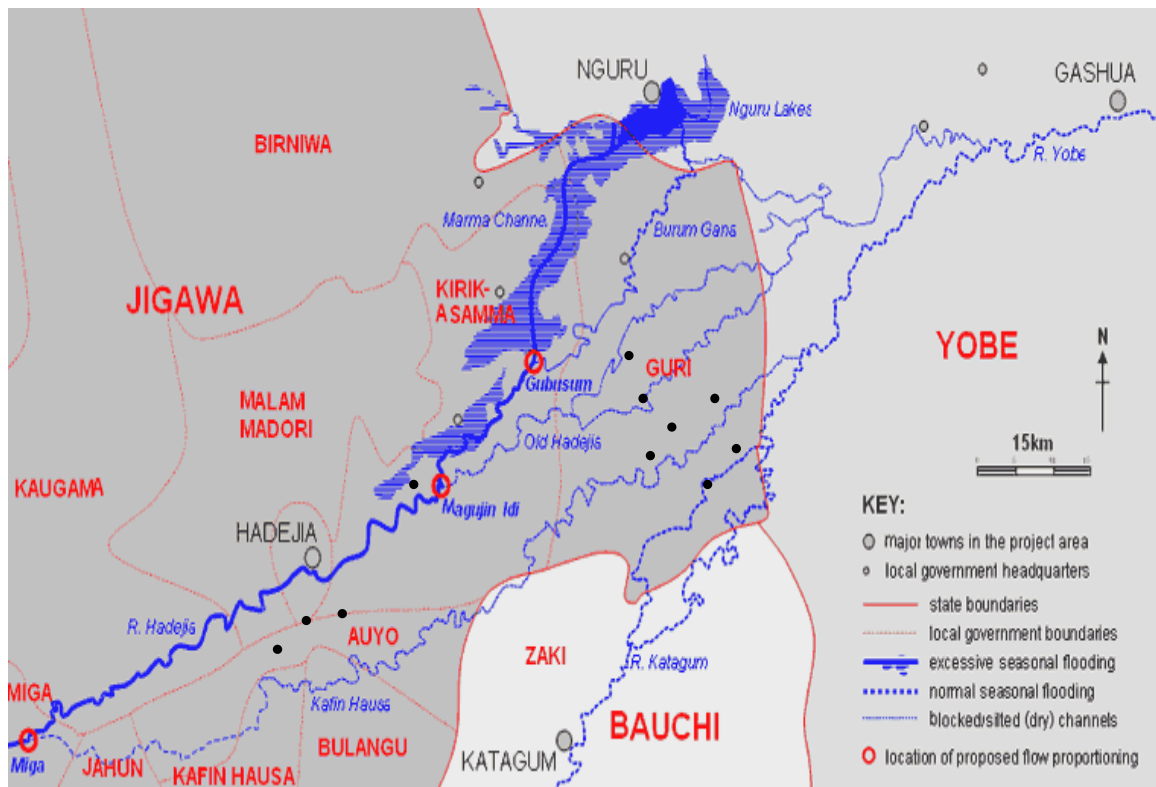 NGURU
GASHUA
Nguru Lakes
BIRNIWA
R. Yobe
Marma Channel
Burum Gana
KIRIK-
ASAMMA
JIGAWA
N
YOBE
GURI
Gubusum
MALAM
MADORI
Old Hadejia
15km
KAUGAMA
KEY:
Magujin Idi
HADEJIA
major towns in the project area
local government headquarters
state boundaries
R. Hadejia
AUYO
local government boundaries
ZAKI
R. Katagum
excessive seasonal flooding
MIGA
Kafin Hausa
normal seasonal flooding
BAUCHI
blocked/silted (dry) channels
BULANGU
Miga
JAHUN
KAFIN HAUSA
KATAGUM
location of proposed flow proportioning